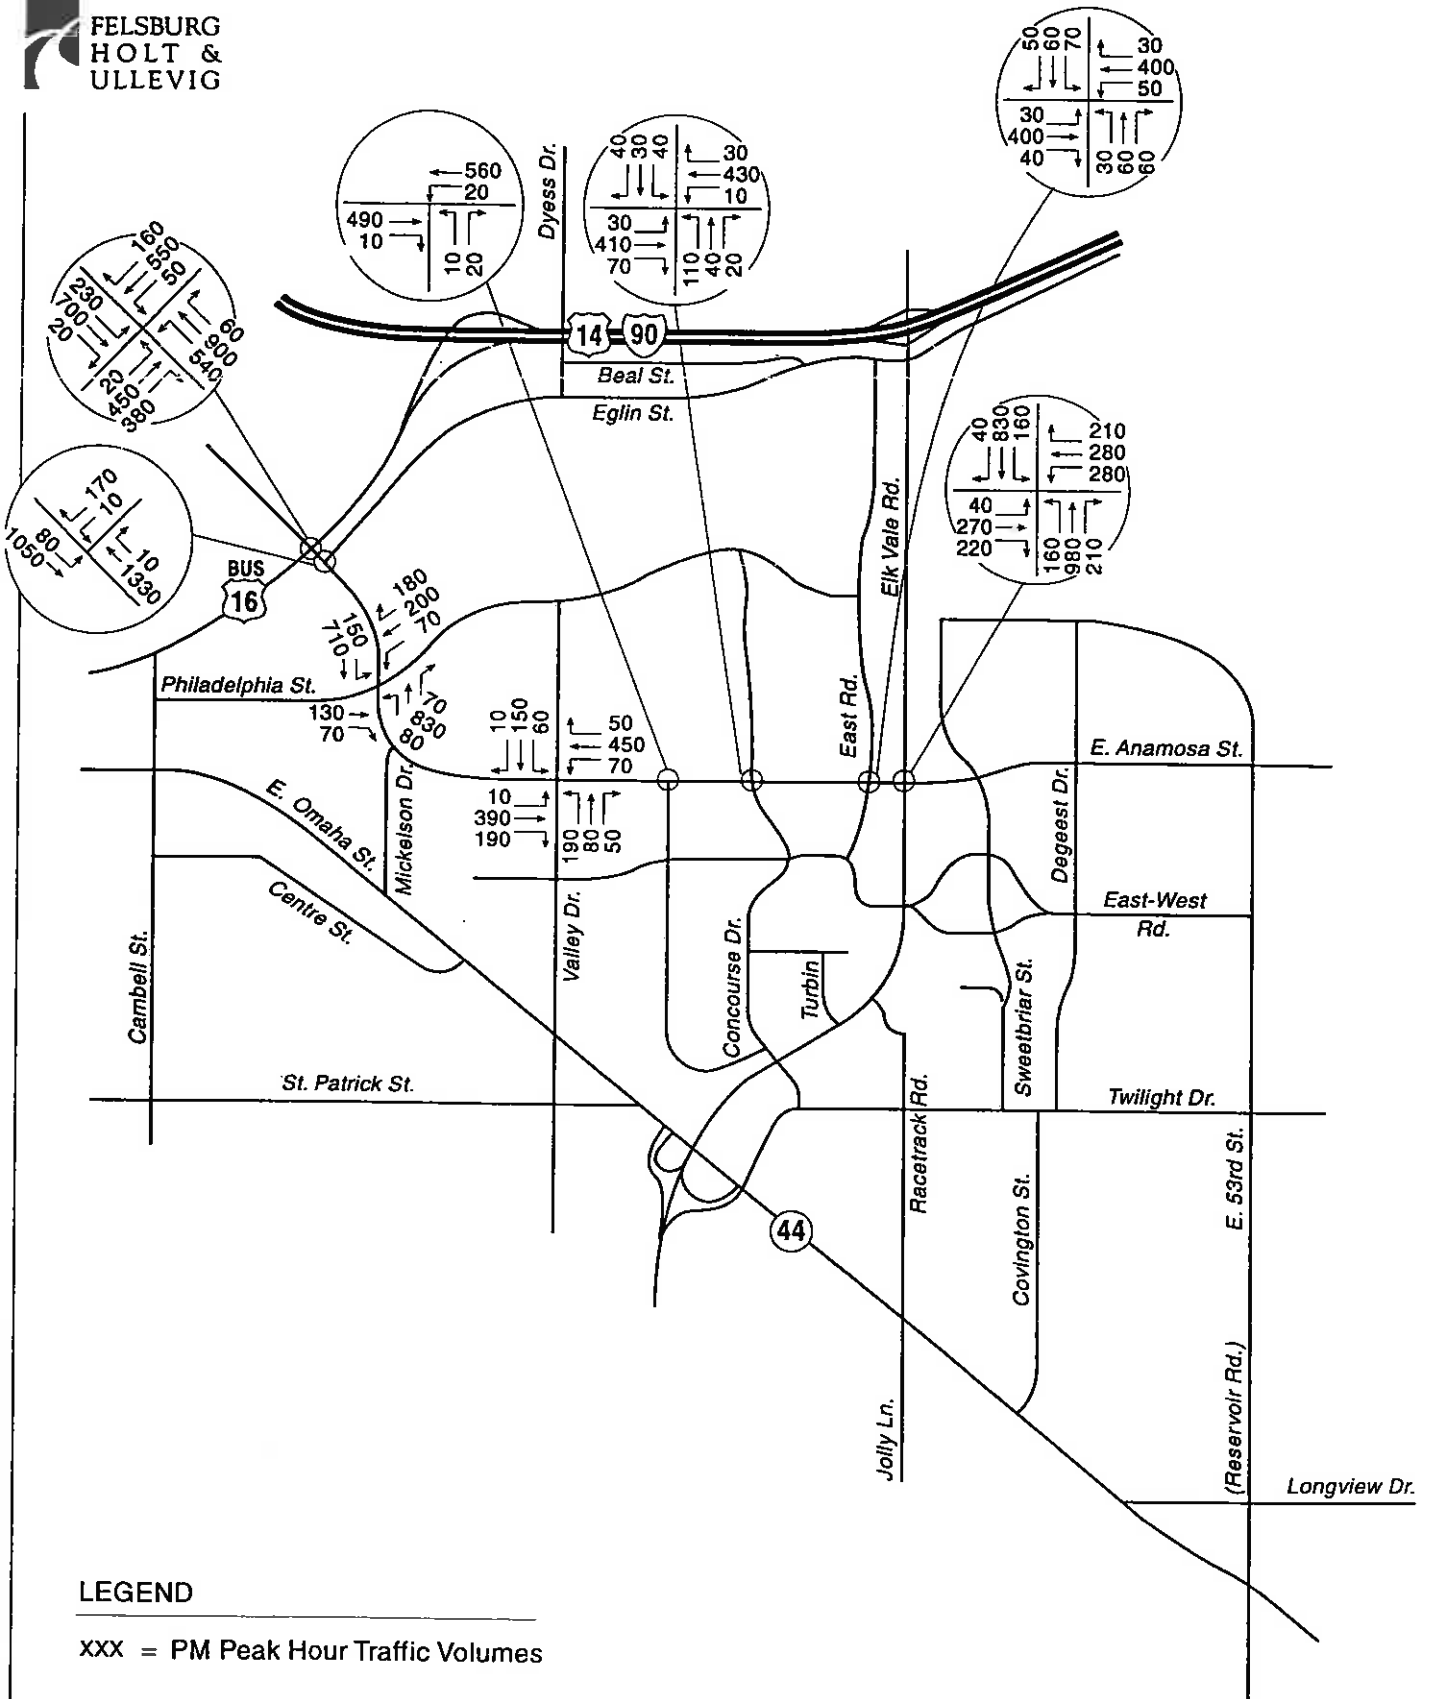 FELSBURG
HOLT &
ULLEVIG
50 60 70
30
400
50
30
400
40
30 60 60
560
20
490
10
10 20
Dyess Dr.
40 30 40
30
430
10
30
410
70
110 40 20
160 550 50
230
700
20
60
900
540
20
450
380
14
90
Beal St.
Eglin St.
170
10
80
1050
10
1330
BUS
16
40 830 160
210
280
280
40
270
220
160 980 210
Elk Vale Rd.
180
200
70
150
710
Philadelphia St.
130
70
70
830
80
East Rd.
10 150 60
50
450
70
10
390
190
190 80 50
E. Anamosa St.
E. Omaha St.
Mickelson Dr.
Degeest Dr.
Centre St.
East-West
Rd.
Cambell St.
Valley Dr.
Concourse Dr.
Turbin
Sweetbriar St.
St. Patrick St.
Racetrack Rd.
Twilight Dr.
44
Covington St.
E. 53rd St.
(Reservoir Rd.)
Jolly Ln.
Longview Dr.
LEGEND
XXX = PM Peak Hour Traffic Volumes